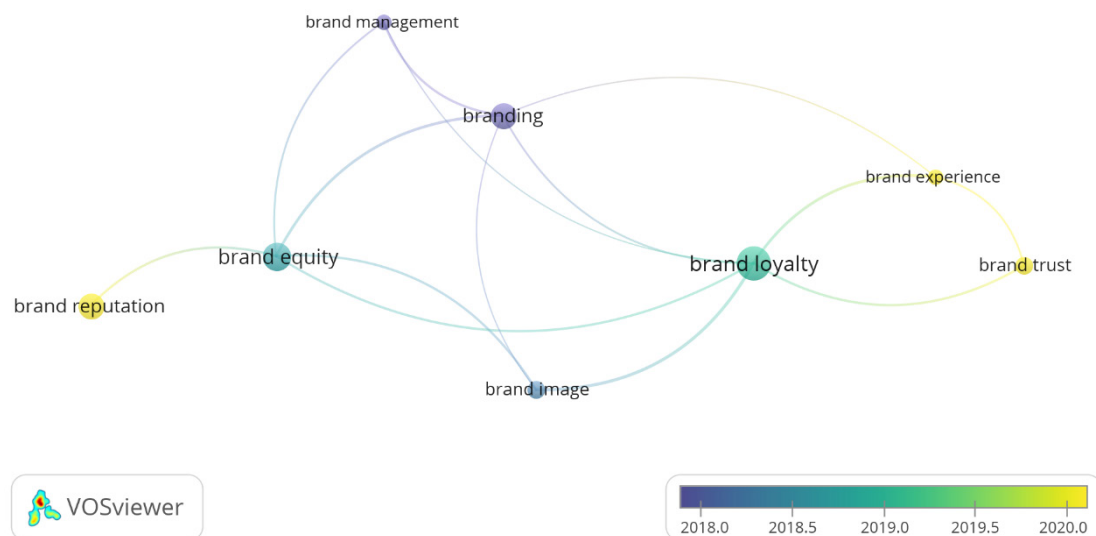 brand management
branding
brand experience
brand equity
brand loyalty
brand trust
brand reputation
brand image
VOSviewer
2018.0 2018.5 2019.0 2019.5 2020.0